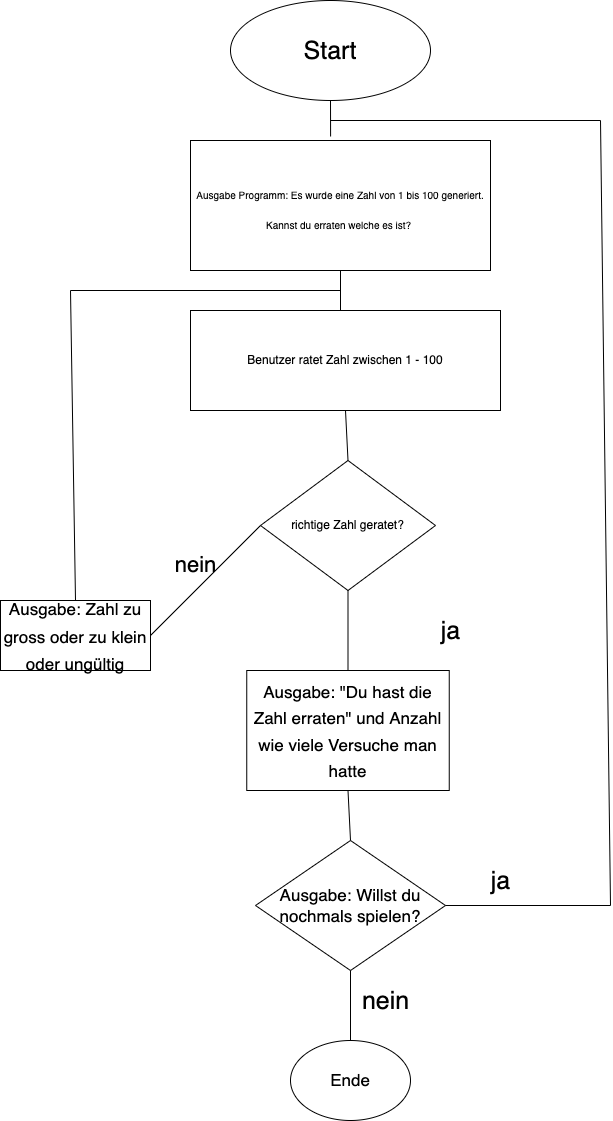 Start
Ausgabe Programm: Es wurde eine Zahl von 1 bis 100 generiert.
Kannst du erraten welche es ist?
Benutzer ratet Zahl zwischen 1 - 100
richtige Zahl geratet?
nein
Ausgabe: Zahl zu
gross oder zu klein
oder ungültig
ja
Ausgabe: "Du hast die
Zahl erraten" und Anzahl
wie viele Versuche man
hatte
Ausgabe: Willst du
nochmals spielen?
ja
nein
Ende